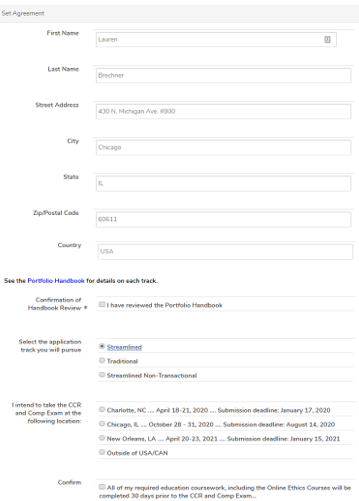 Set Agreement
First Name
Lauren
Last Name
Brechner
Street Address
430 N. Michigan Ave. #900
City
Chicago
State
IL
Zip/Postal Code
60611
Country
USA
See the Portfolio Handbook for details on each track.
Confirmation of
Handbook Review *
I have reviewed the Portfolio Handbook
Select the application
track you will pursue
Streamlined
Traditional
Streamlined Non-Transactional
I intend to take the CCR
and Comp Exam at the
following location:
Charlotte, NC .... April 18-21, 2020 .... Submission deadline: January 17, 2020
Chicago, IL .... October 28 - 31, 2020 .... Submission deadline: August 14, 2020
New Orleans, LA .... April 20-23, 2021 .... Submission deadline: January 15, 2021
Outside of USA/CAN
Confirm
All of my required education coursework, including the Online Ethics Courses will be
completed 30 days prior to the CCR and Comp Exam...